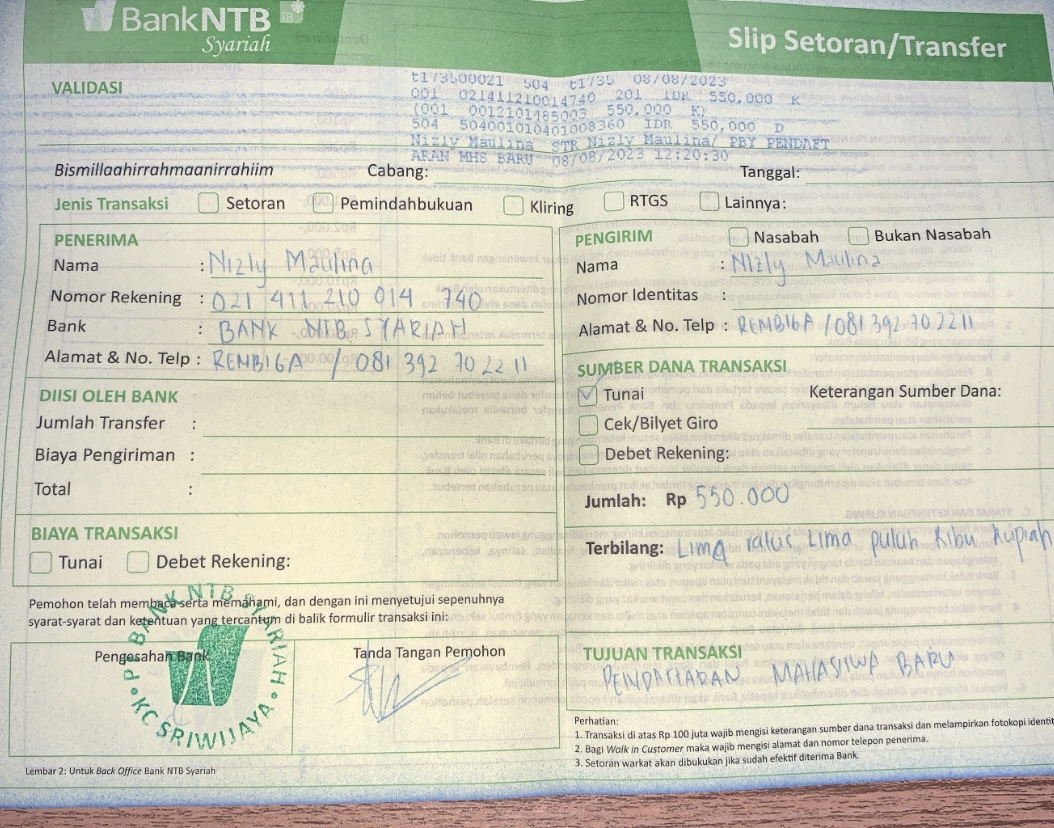 BankNTB
Syariah
Slip Setoran/Transfer
VALIDASI
t173500021 504 t1735 08/08/2023
001 021411210014740 201 IDR 550,000 K
(001 0012101485003 550,000 K)
504 504001010401008360 IDR 550,000 D
Nizly Maulina STR Nizly Maulina/ PBY PENDAFT
ARAN MHS BARU 08/08/2023 12:20:30
Bismillaahirrahmaanirrahiim Cabang: Tanggal:
Jenis Transaksi Setoran Pemindahbukuan Kliring RTGS Lainnya:
PENERIMA
Nama : Nizly Maulina
Nomor Rekening : 021 411 210 014 740
Bank : BANK NTB SYARIAH
Alamat & No. Telp : REMBIGA / 081 392 70 22 11
DIISI OLEH BANK
Jumlah Transfer :
Biaya Pengiriman :
Total :
BIAYA TRANSAKSI
Tunai Debet Rekening:
Pemohon telah membaca serta memahami, dan dengan ini menyetujui sepenuhnya
syarat-syarat dan ketentuan yang tercantum di balik formulir transaksi ini:
Pengesahan Bank Tanda Tangan Pemohon
PT BANK NTB SYARIAH
KC SRIWIJAYA
Lembar 2: Untuk Back Office Bank NTB Syariah
PENGIRIM Nasabah Bukan Nasabah
Nama : Nizly Maulina
Nomor Identitas :
Alamat & No. Telp : REMBIGA / 081 392 70 22 11
SUMBER DANA TRANSAKSI
Tunai Keterangan Sumber Dana:
Cek/Bilyet Giro
Debet Rekening:
Jumlah: Rp 550.000
Terbilang: Lima ratus Lima puluh Ribu Rupiah
TUJUAN TRANSAKSI
PENDAFTARAN MAHASISWA BARU
Perhatian:
1. Transaksi di atas Rp 100 juta wajib mengisi keterangan sumber dana transaksi dan melampirkan fotokopi identit
2. Bagi Walk in Customer maka wajib mengisi alamat dan nomor telepon penerima.
3. Setoran warkat akan dibukukan jika sudah efektif diterima Bank.